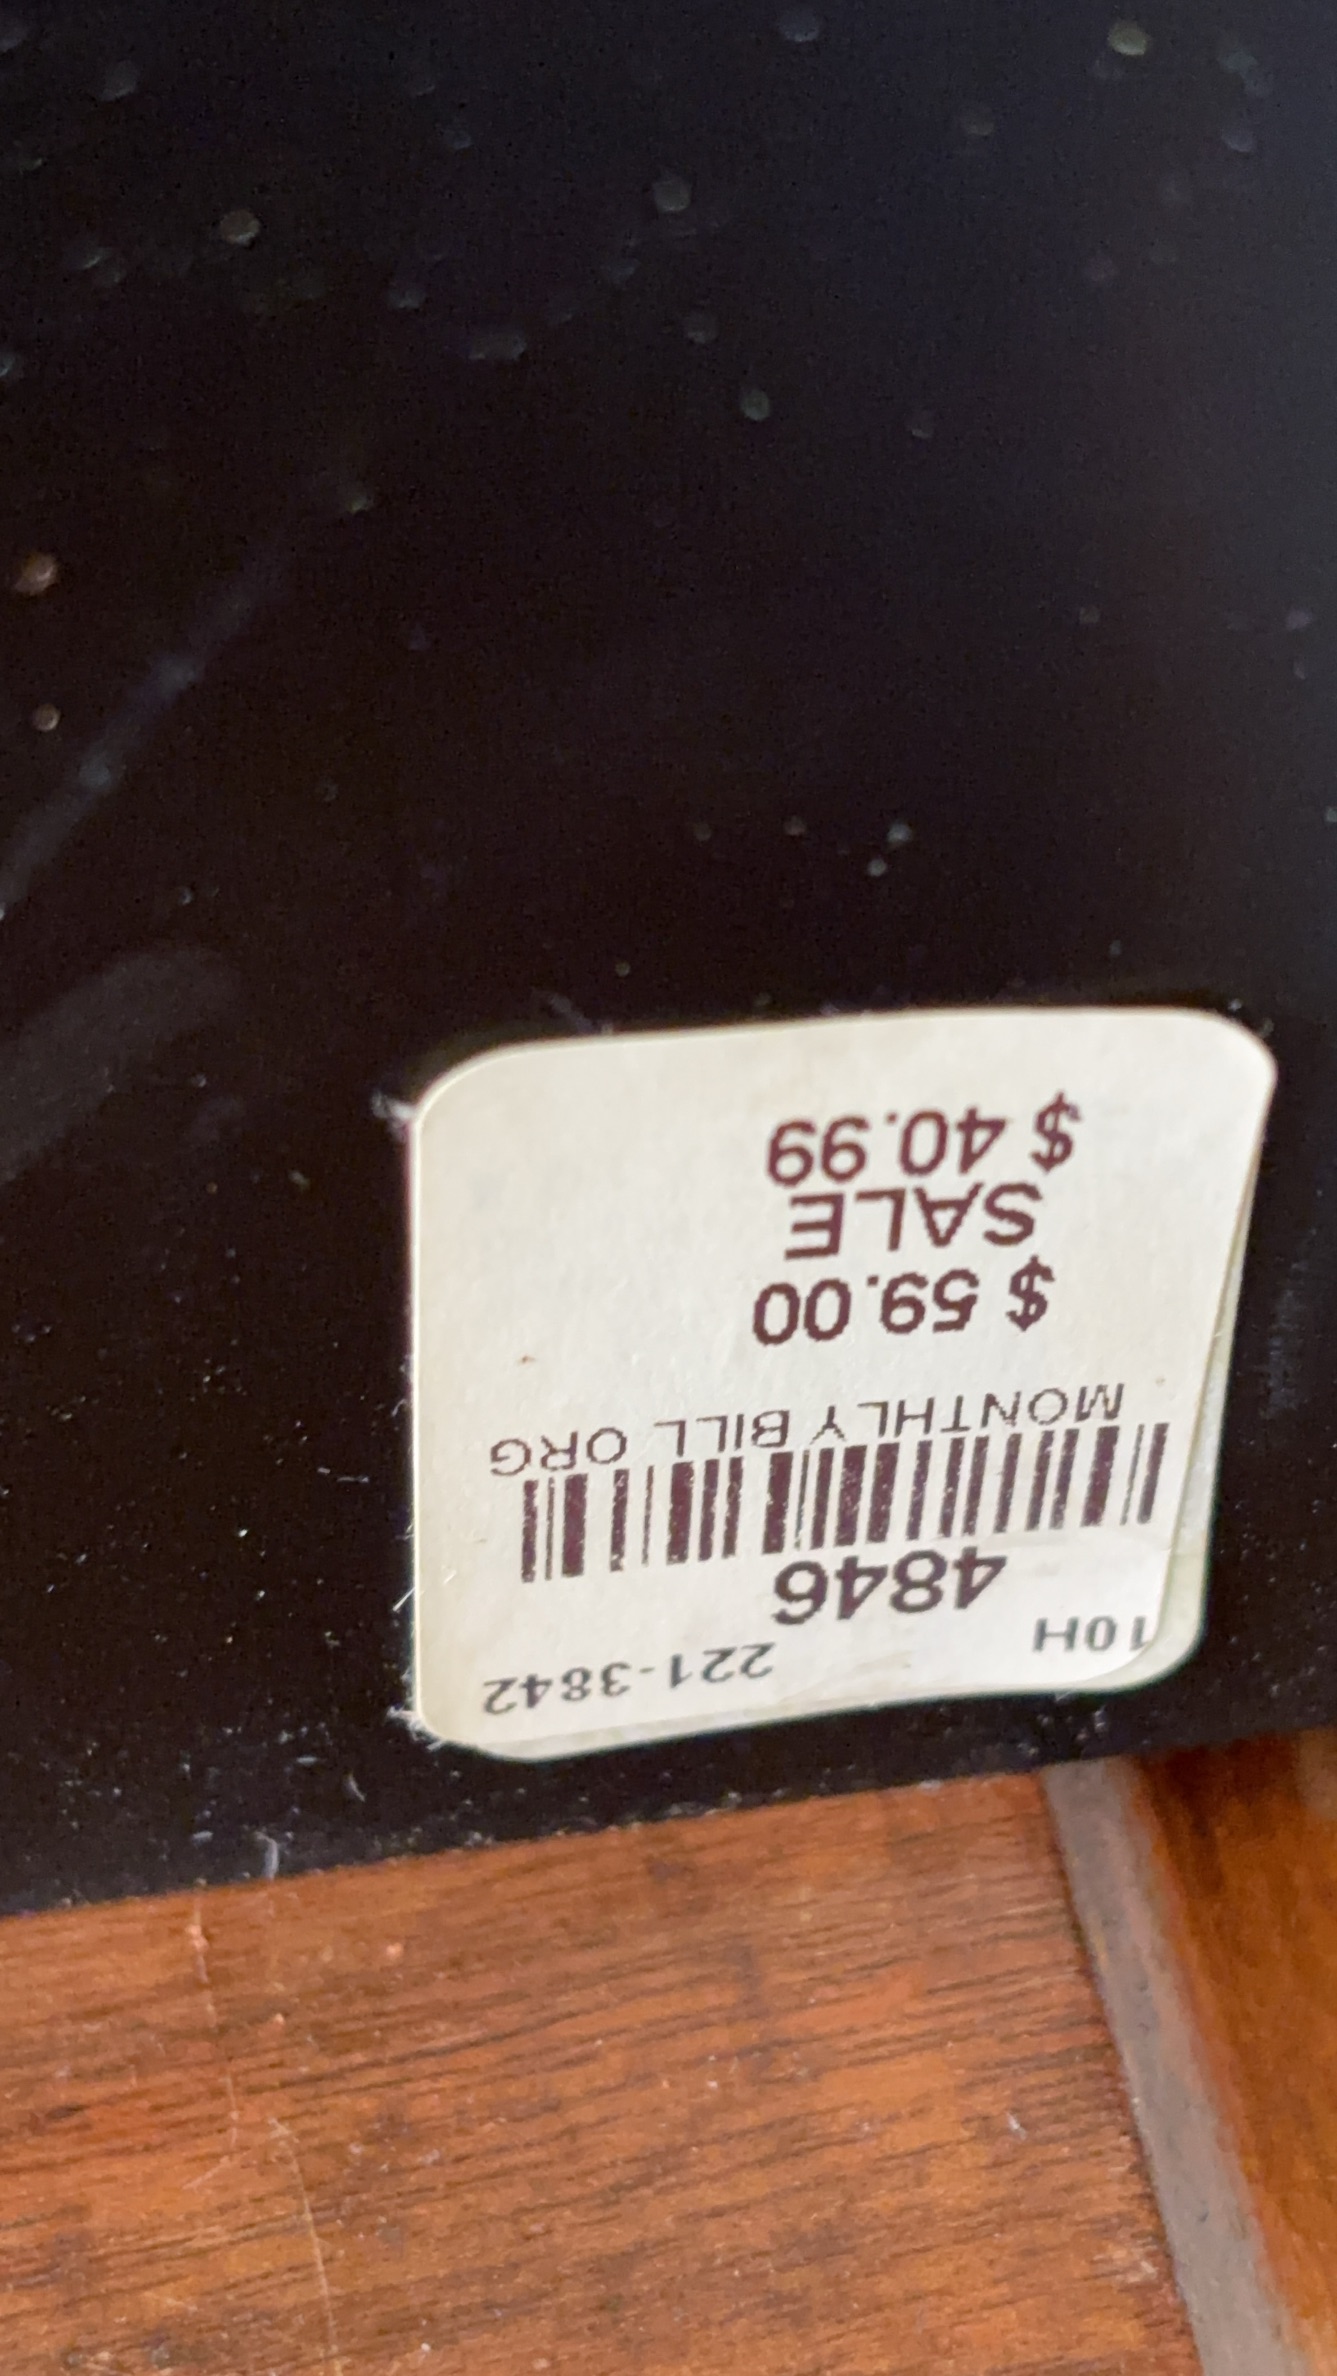 10H 221-3842
4846
MONTHLY BILL ORG
$ 59.00
SALE
$ 40.99